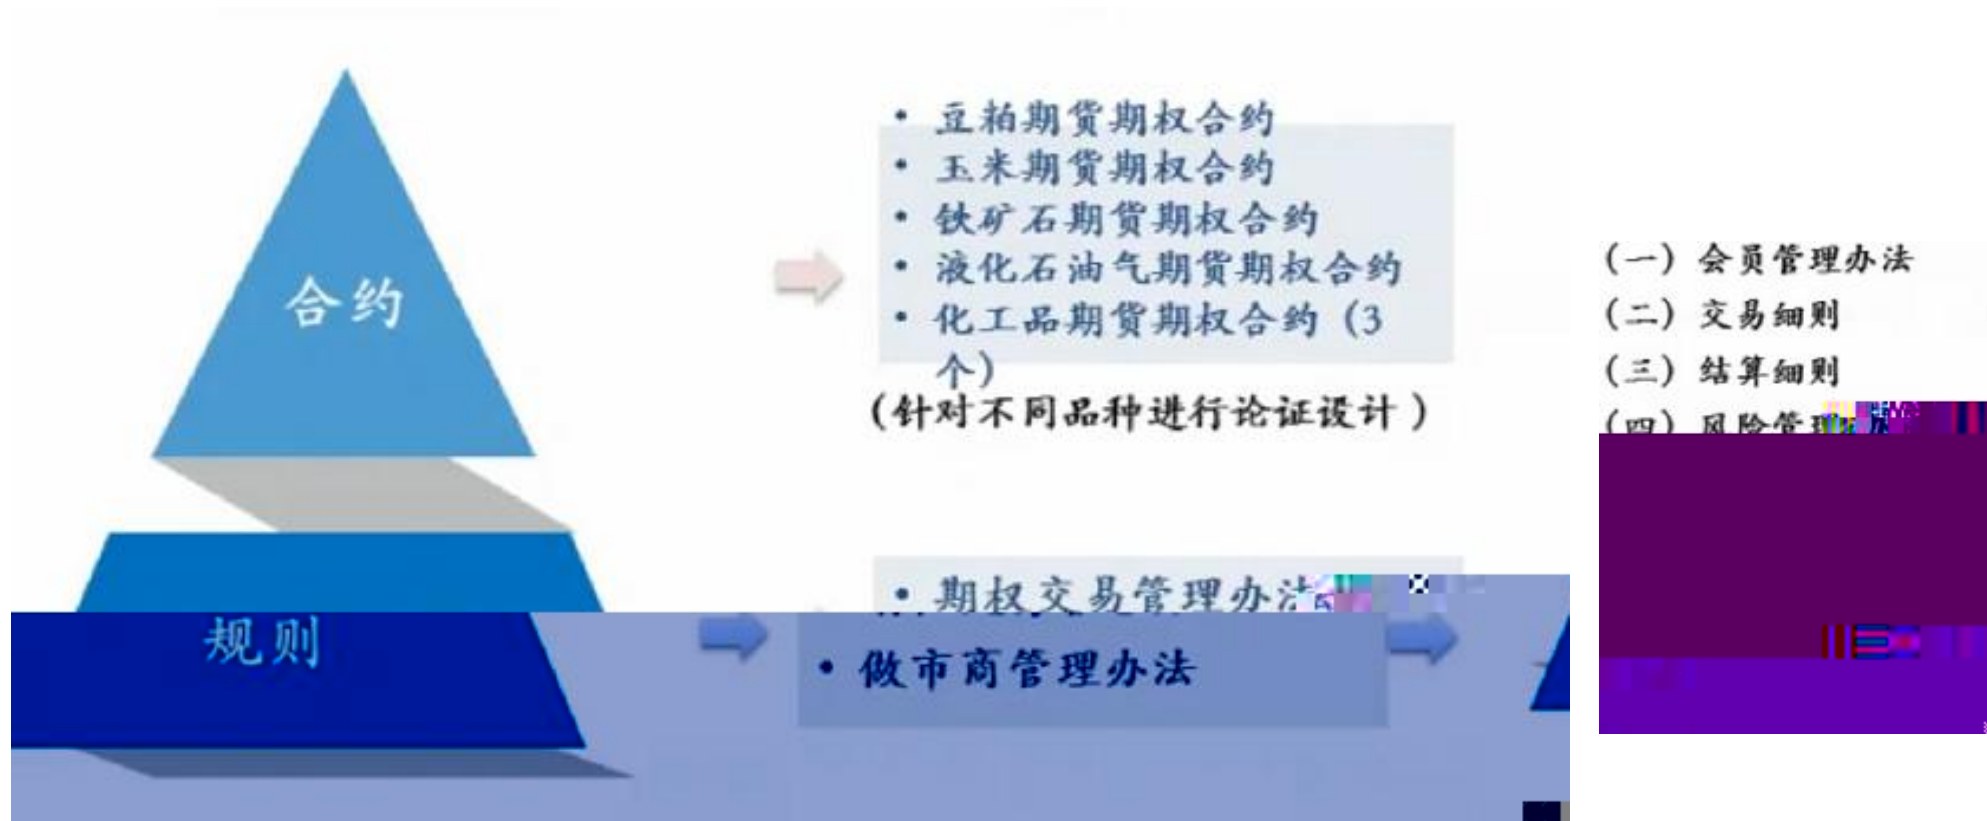 合约
• 豆粕期货期权合约
• 玉米期货期权合约
• 铁矿石期货期权合约
• 液化石油气期货期权合约
• 化工品期货期权合约（3
个）
（针对不同品种进行论证设计）
规则
• 期权交易管理办法
• 做市商管理办法
（一）会员管理办法
（二）交易细则
（三）结算细则
（四）风险管理